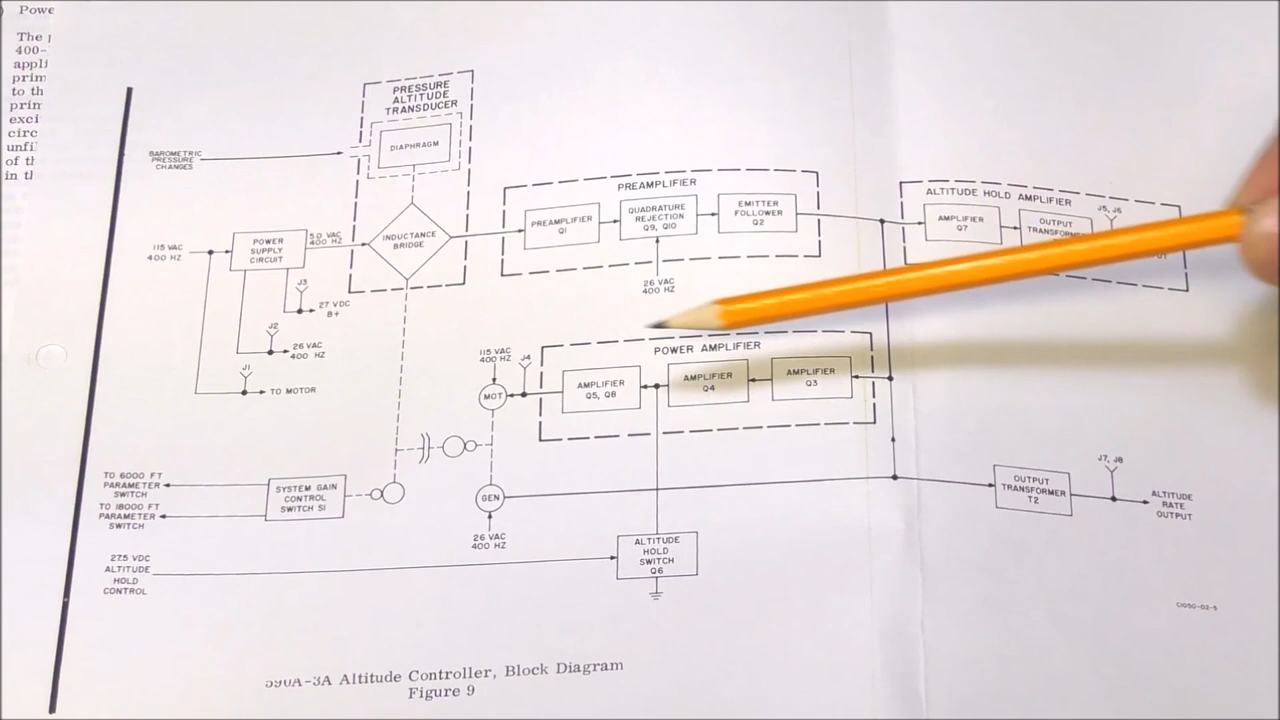 Powe
The
400-
appli
prim
to th
prim
exci
circ
unfi
of th
in tl
PRESSURE
ALTITUDE
TRANSDUCER
DIAPHRAGM
BAROMETRIC
PRESSURE
CHANGES
115 VAC
400 HZ
POWER
SUPPLY
CIRCUIT
5.0 VAC
400 HZ
INDUCTANCE
BRIDGE
J3
27 VDC
B+
J2
26 VAC
400 HZ
J1
TO MOTOR
PREAMPLIFIER
PREAMPLIFIER
Q1
QUADRATURE
REJECTION
Q9, Q10
EMITTER
FOLLOWER
Q2
26 VAC
400 HZ
ALTITUDE HOLD AMPLIFIER
AMPLIFIER
Q7
OUTPUT
TRANSFORMER
J5, J6
POWER AMPLIFIER
115 VAC
400 HZ
J4
MOT
AMPLIFIER
Q5, Q8
AMPLIFIER
Q4
AMPLIFIER
Q3
TO 6000 FT
PARAMETER
SWITCH
TO 18000 FT
PARAMETER
SWITCH
SYSTEM GAIN
CONTROL
SWITCH S1
GEN
26 VAC
400 HZ
OUTPUT
TRANSFORMER
T2
J7, J8
ALTITUDE
RATE
OUTPUT
27.5 VDC
ALTITUDE
HOLD
CONTROL
ALTITUDE
HOLD
SWITCH
Q6
C105G-02-5
590A-3A Altitude Controller, Block Diagram
Figure 9